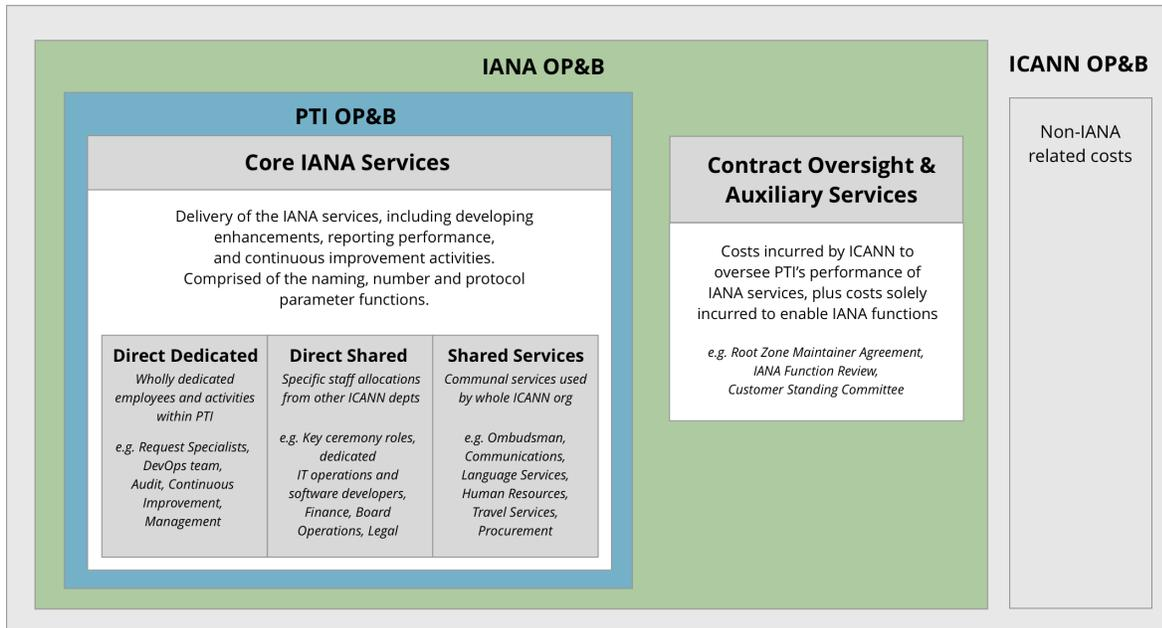 IANA OP&B
ICANN OP&B
PTI OP&B
Core IANA Services
Delivery of the IANA services, including developing
enhancements, reporting performance,
and continuous improvement activities.
Comprised of the naming, number and protocol
parameter functions.
Direct Dedicated
Wholly dedicated
employees and activities
within PTI
e.g. Request Specialists,
DevOps team,
Audit, Continuous
Improvement,
Management
Direct Shared
Specific staff allocations
from other ICANN depts
e.g. Key ceremony roles,
dedicated
IT operations and
software developers,
Finance, Board
Operations, Legal
Shared Services
Communal services used
by whole ICANN org
e.g. Ombudsman,
Communications,
Language Services,
Human Resources,
Travel Services,
Procurement
Contract Oversight &
Auxiliary Services
Costs incurred by ICANN to
oversee PTI’s performance of
IANA services, plus costs solely
incurred to enable IANA functions
e.g. Root Zone Maintainer Agreement,
IANA Function Review,
Customer Standing Committee
Non-IANA
related costs